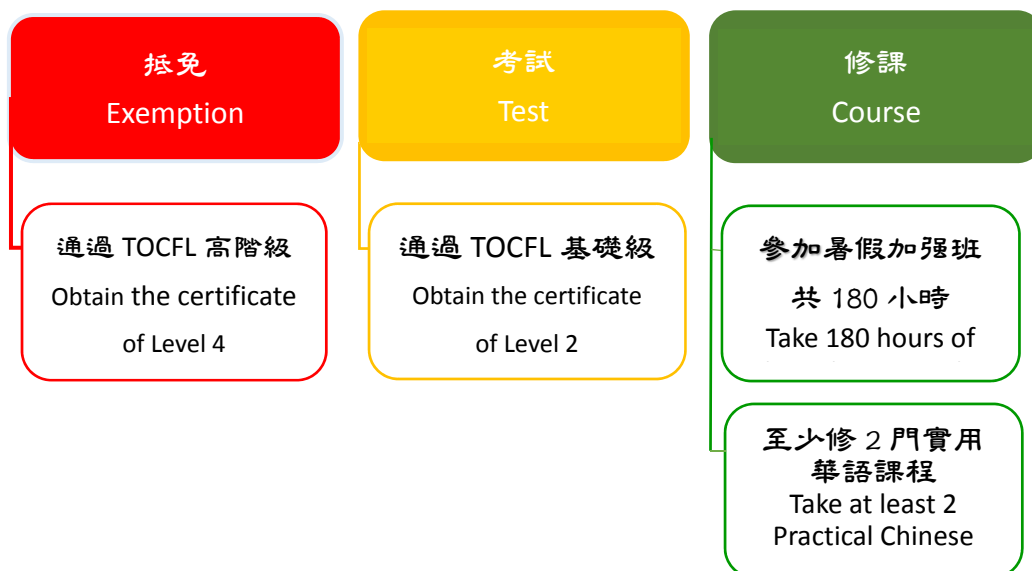 抵免
Exemption
通過 TOCFL 高階級
Obtain the certificate
of Level 4
考試
Test
通過 TOCFL 基礎級
Obtain the certificate
of Level 2
修課
Course
參加暑假加强班
共 180 小時
Take 180 hours of
至少修 2 門實用
華語課程
Take at least 2
Practical Chinese